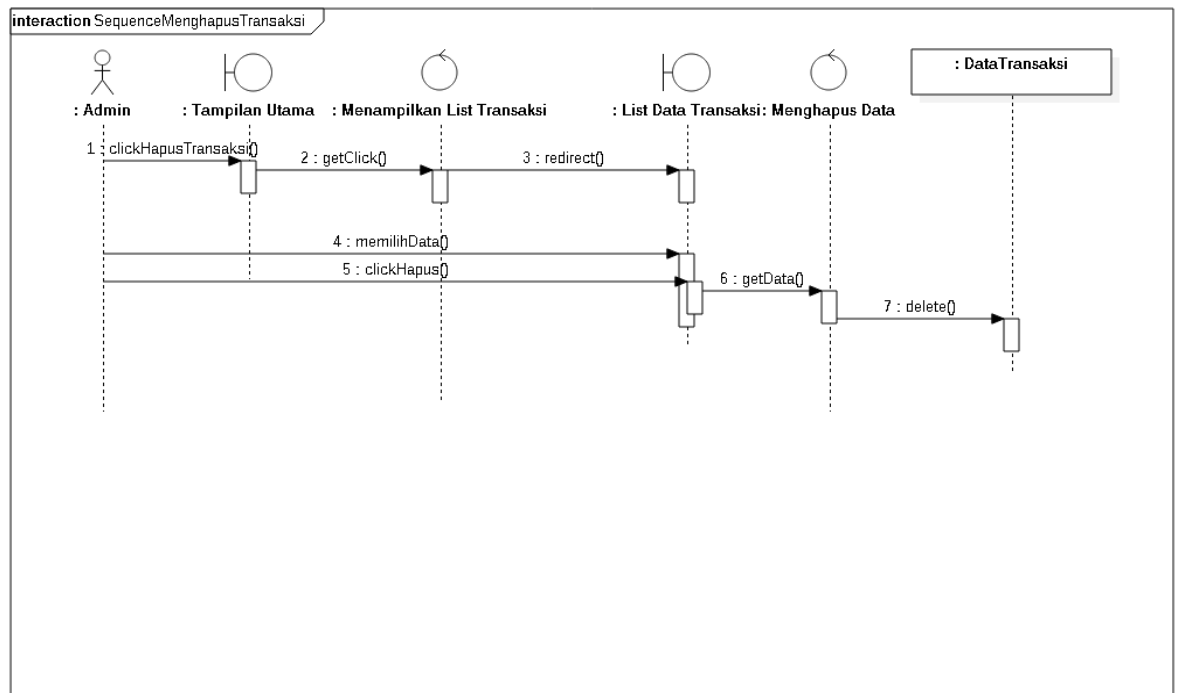 interaction SequenceMenghapusTransaksi
: Admin
: Tampilan Utama
: Menampilkan List Transaksi
: List Data Transaksi
: Menghapus Data
: DataTransaksi
1 : clickHapusTransaksi()
2 : getClick()
3 : redirect()
4 : memilihData()
5 : clickHapus()
6 : getData()
7 : delete()